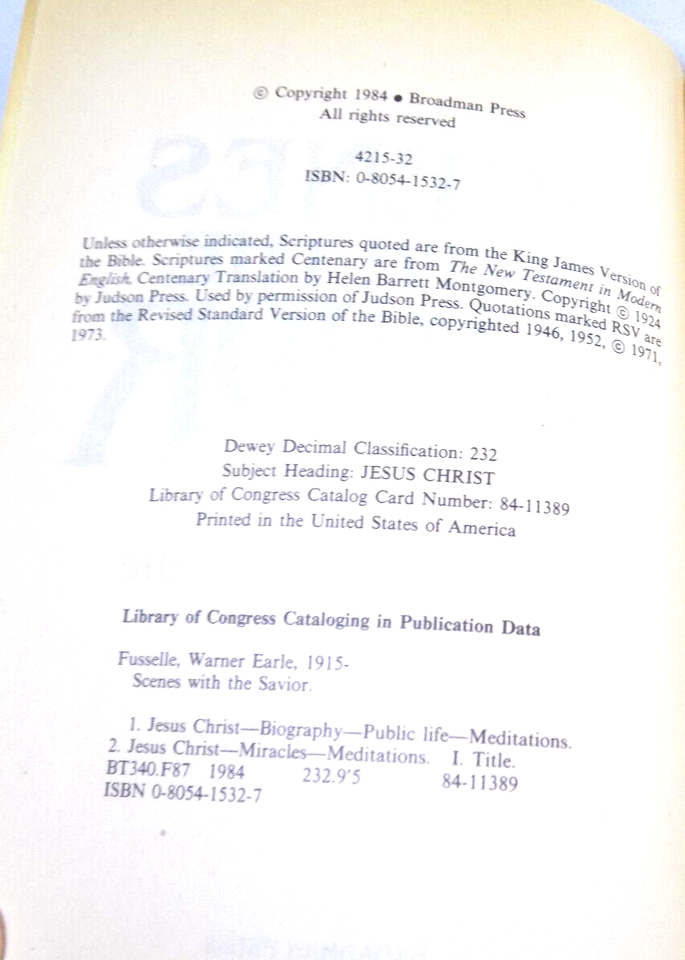 © Copyright 1984 • Broadman Press
All rights reserved
4215-32
ISBN: 0-8054-1532-7
Unless otherwise indicated, Scriptures quoted are from the King James Version of
the Bible. Scriptures marked Centenary are from The New Testament in Modern
English, Centenary Translation by Helen Barrett Montgomery. Copyright © 1924
by Judson Press. Used by permission of Judson Press. Quotations marked RSV are
from the Revised Standard Version of the Bible, copyrighted 1946, 1952, © 1971,
1973.
Dewey Decimal Classification: 232
Subject Heading: JESUS CHRIST
Library of Congress Catalog Card Number: 84-11389
Printed in the United States of America
Library of Congress Cataloging in Publication Data
Fusselle, Warner Earle, 1915-
Scenes with the Savior.
1. Jesus Christ—Biography—Public life—Meditations.
2. Jesus Christ—Miracles—Meditations. I. Title.
BT340.F87 1984 232.9'5 84-11389
ISBN 0-8054-1532-7